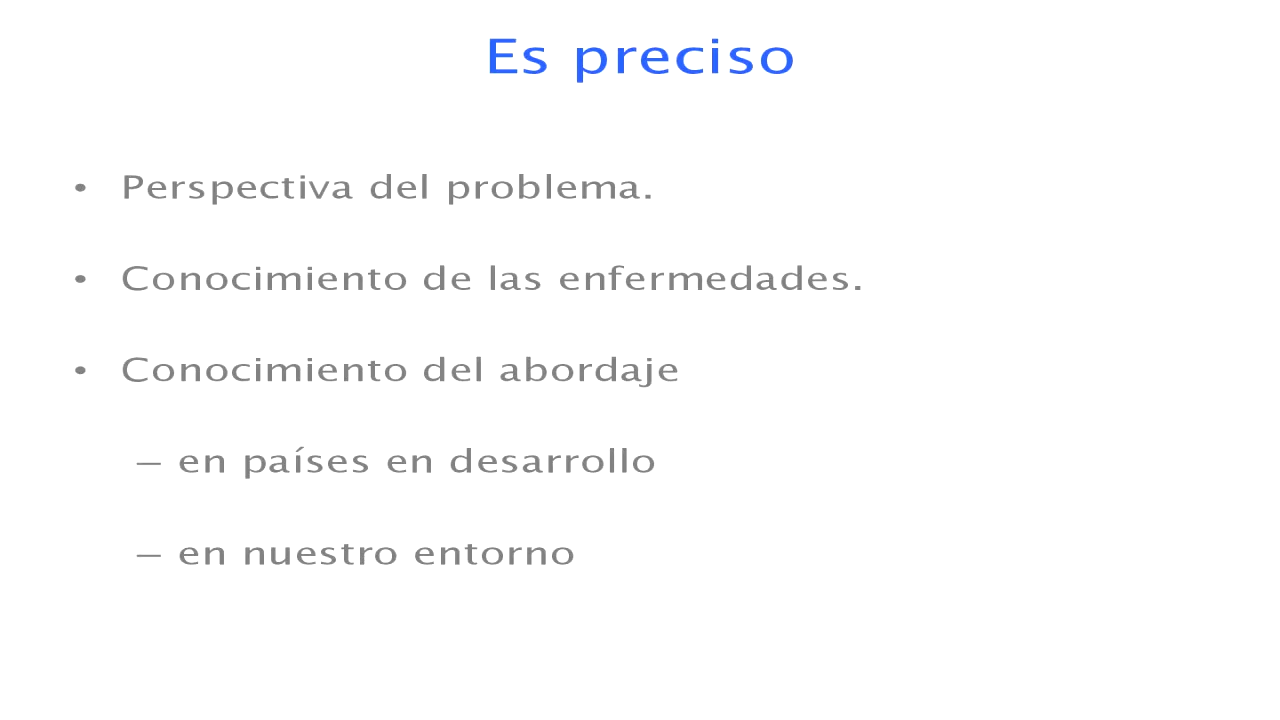 Es preciso
• Perspectiva del problema.
• Conocimiento de las enfermedades.
• Conocimiento del abordaje
– en países en desarrollo
– en nuestro entorno